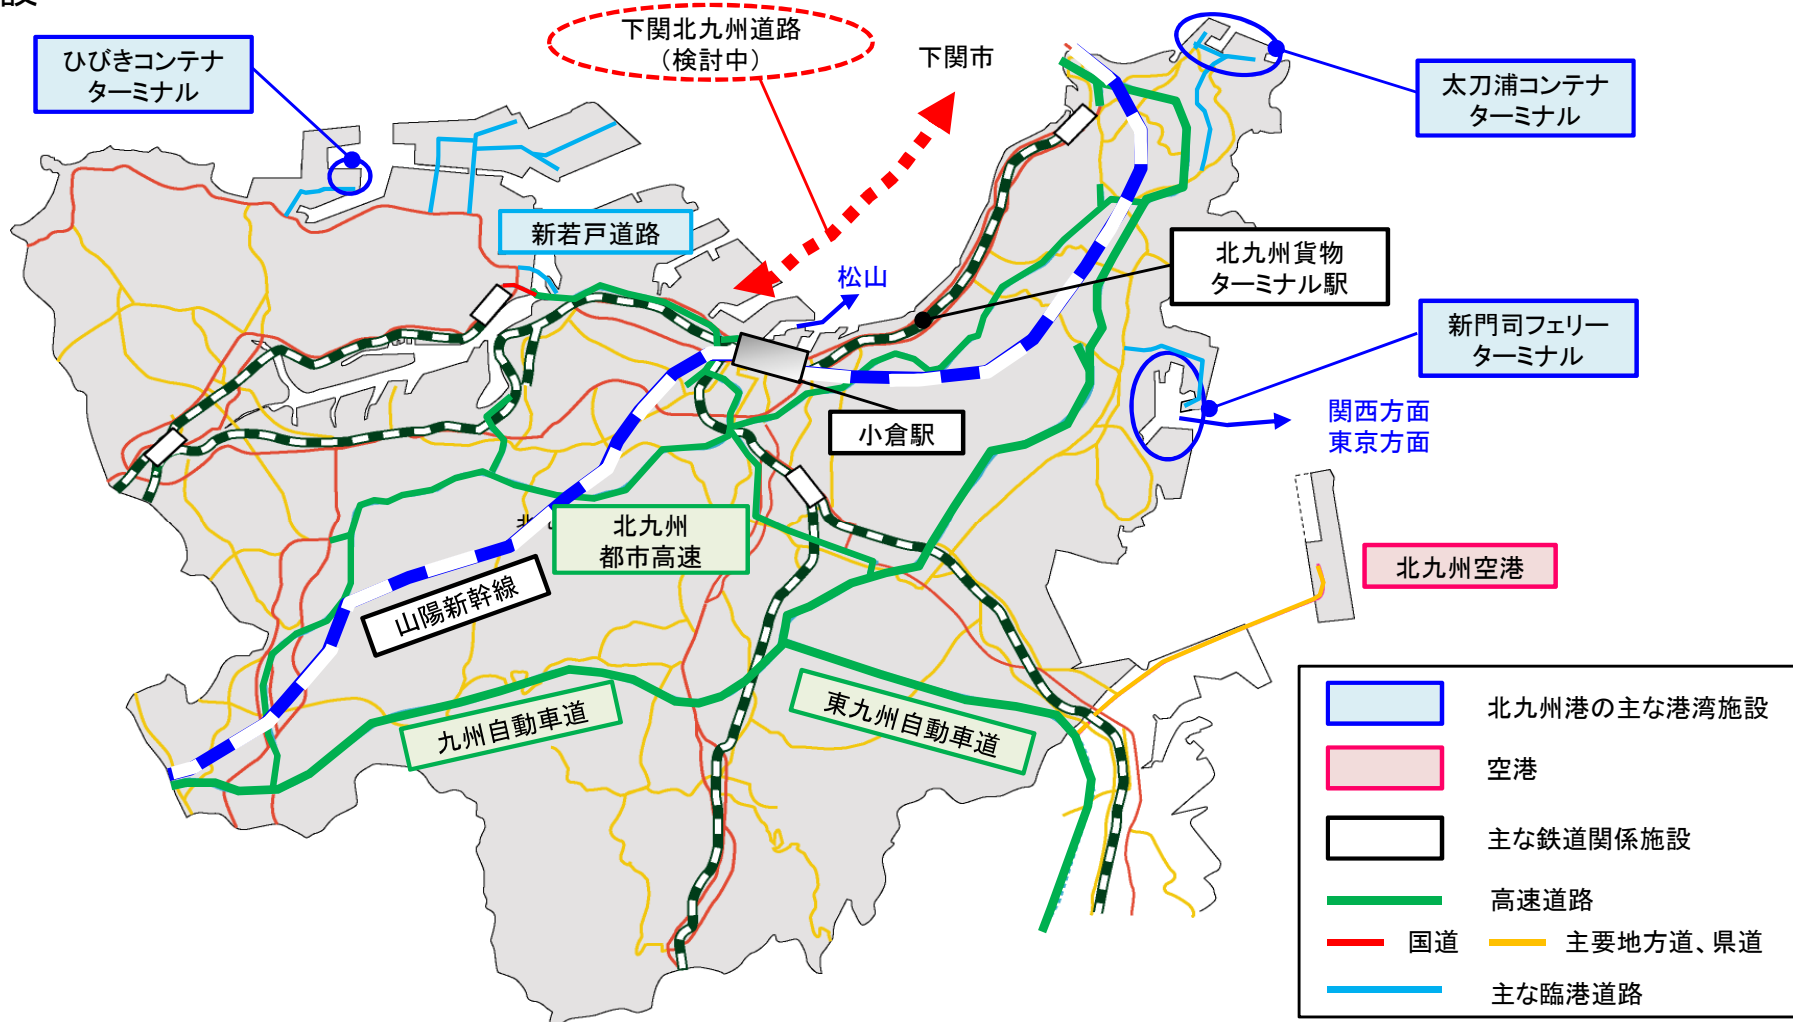 設
ひびきコンテナ
ターミナル
下関北九州道路
（検討中）
下関市
太刀浦コンテナ
ターミナル
新若戸道路
松山
北九州貨物
ターミナル駅
新門司フェリー
ターミナル
関西方面
東京方面
小倉駅
北九州
都市高速
北九州空港
山陽新幹線
九州自動車道
東九州自動車道
北九州港の主な港湾施設
空港
主な鉄道関係施設
高速道路
国道
主要地方道、県道
主な臨港道路